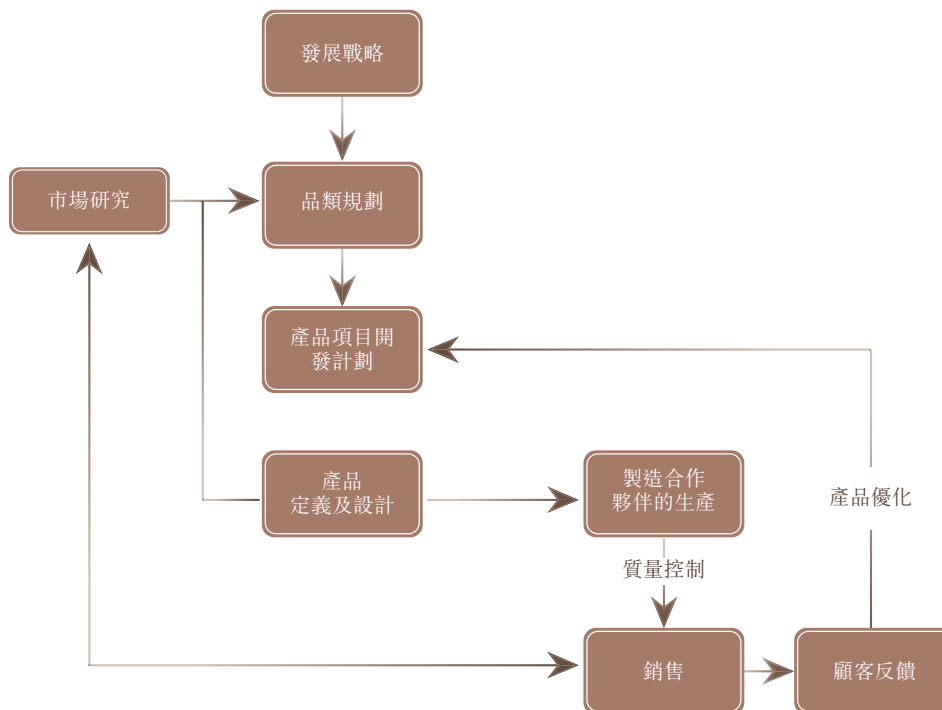 發展戰略
市場研究
品類規劃
產品項目開
發計劃
產品
定義及設計
製造合作
夥伴的生產
產品優化
質量控制
銷售
顧客反饋